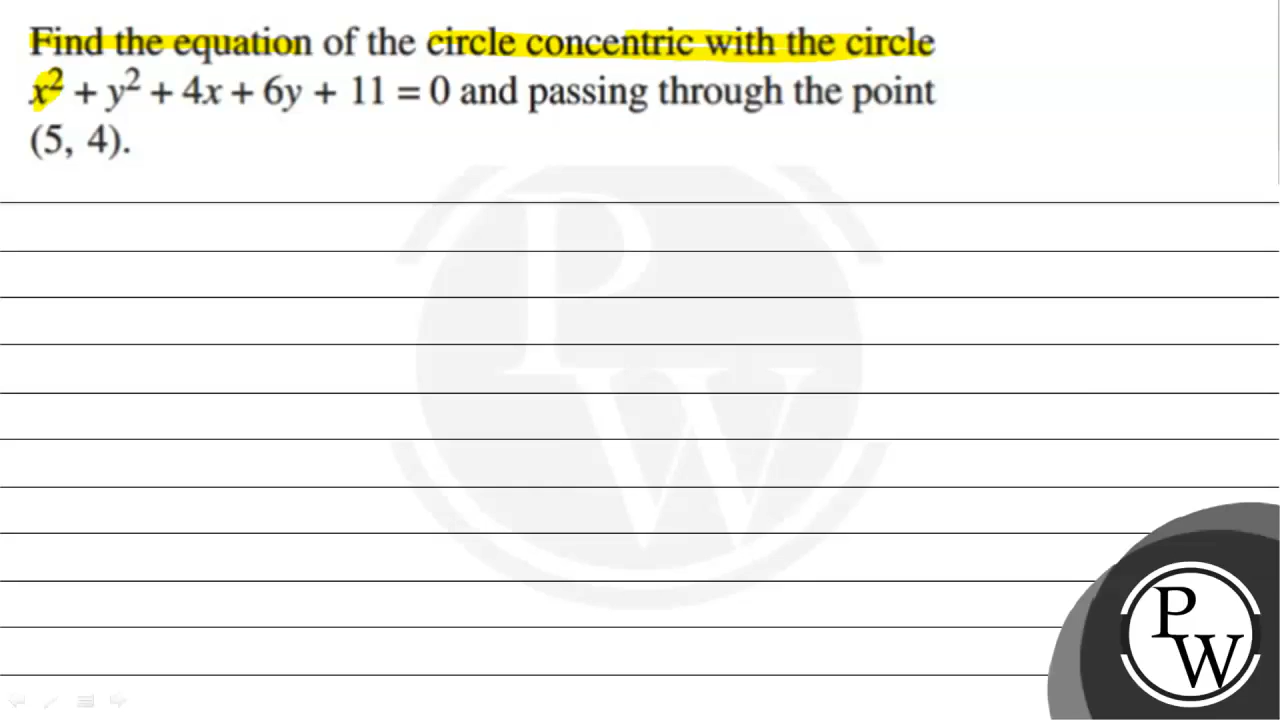 Find the equation of the circle concentric with the circle
x² + y² + 4x + 6y + 11 = 0 and passing through the point
(5, 4).
PW
PW